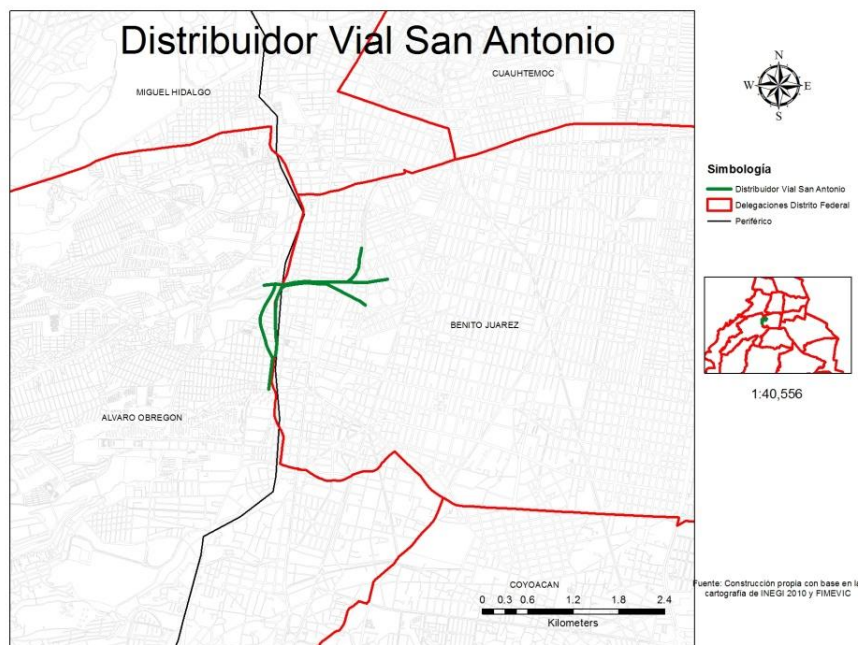 Distribuidor Vial San Antonio
CUAUHTEMOC
MIGUEL HIDALGO
N
W
E
S
Simbología
Distribuidor Vial San Antonio
Delegaciones Distrito Federal
Periférico
BENITO JUAREZ
1:40,556
ALVARO OBREGON
COYOACAN
0 0.3 0.6 1.2 1.8 2.4
Kilometers
Fuente: Construcción propia con base en la
cartografía de INEGI 2010 y FIMEVIC